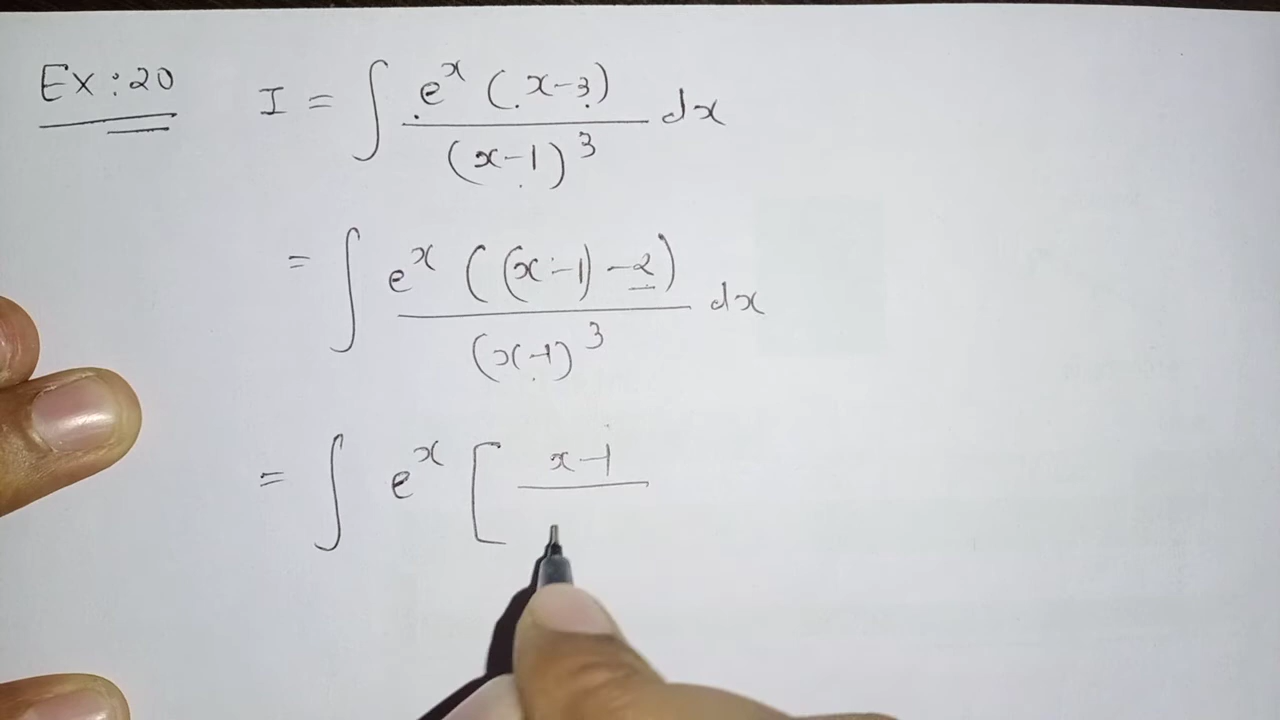 Ex: 20 I = ∫ e^x (x-3) / (x-1)^3 dx
= ∫ e^x ((x-1)-2) / (x-1)^3 dx
= ∫ e^x [ x-1 /